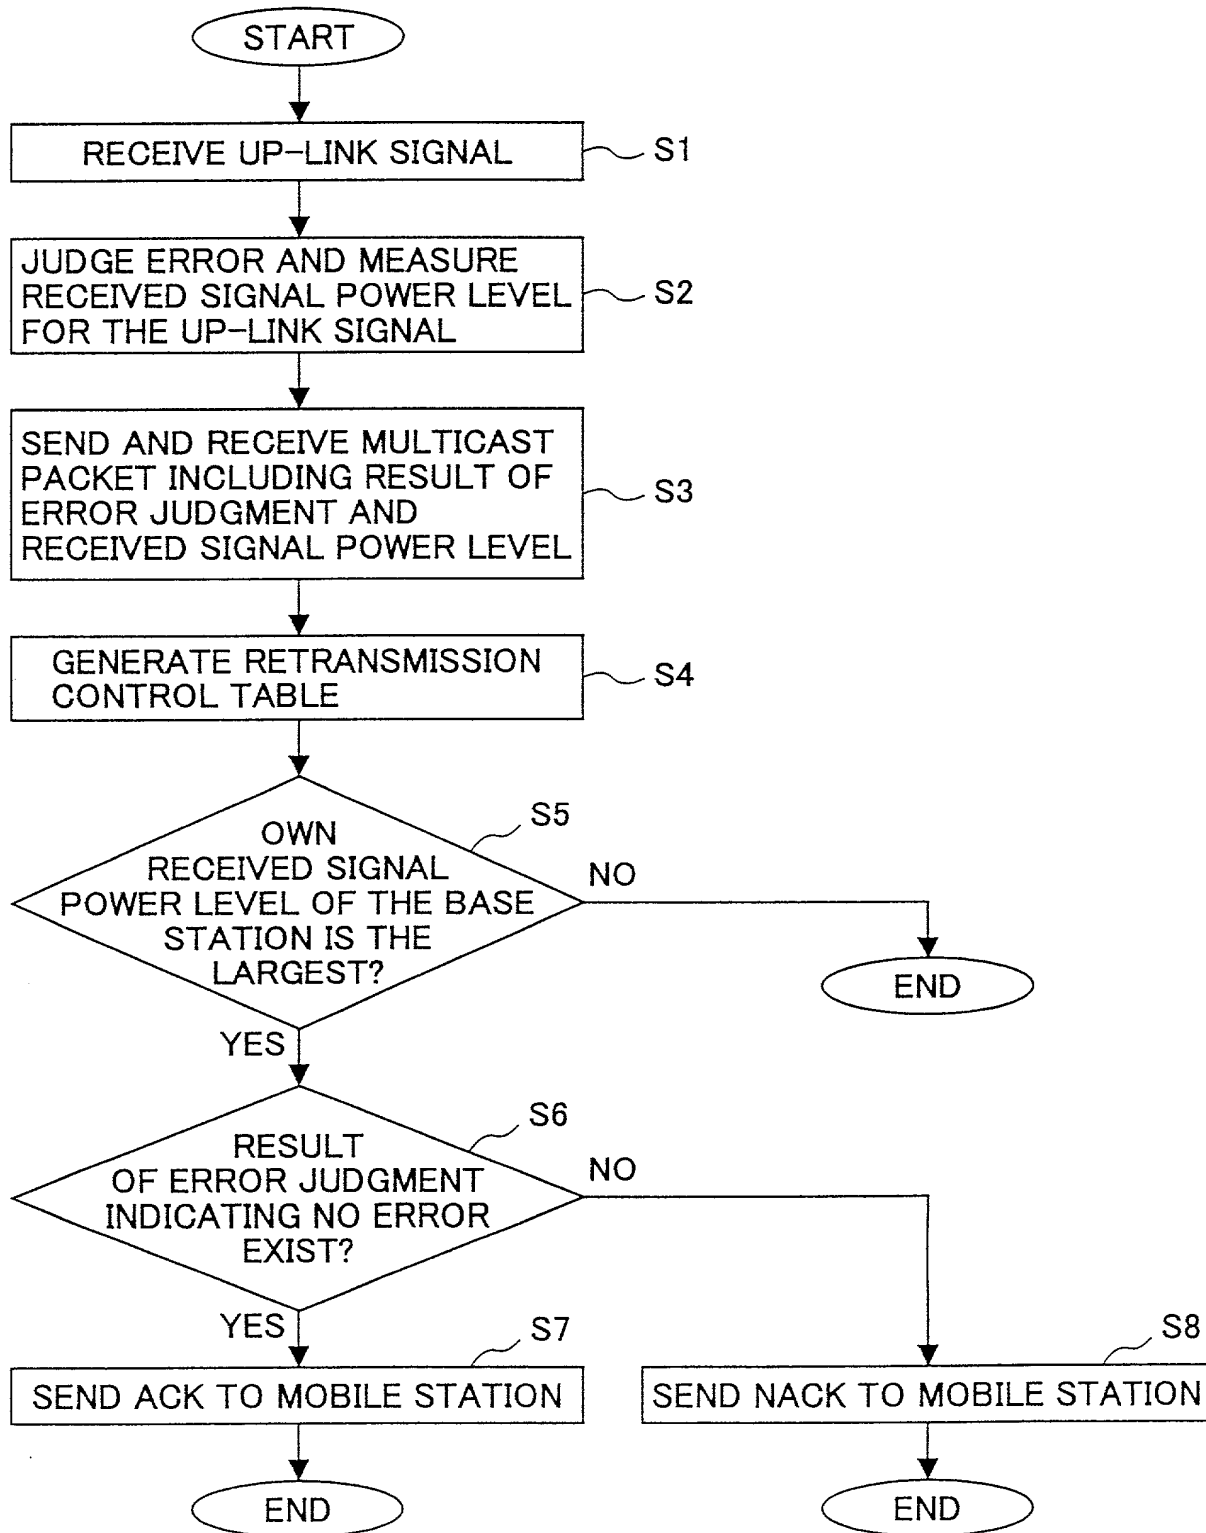 START
RECEIVE UP-LINK SIGNAL
S1
JUDGE ERROR AND MEASURE
RECEIVED SIGNAL POWER LEVEL
FOR THE UP-LINK SIGNAL
S2
SEND AND RECEIVE MULTICAST
PACKET INCLUDING RESULT OF
ERROR JUDGMENT AND
RECEIVED SIGNAL POWER LEVEL
S3
GENERATE RETRANSMISSION
CONTROL TABLE
S4
S5
OWN
RECEIVED SIGNAL
POWER LEVEL OF THE BASE
STATION IS THE
LARGEST?
NO
END
YES
S6
RESULT
OF ERROR JUDGMENT
INDICATING NO ERROR
EXIST?
NO
YES
S7
SEND ACK TO MOBILE STATION
S8
SEND NACK TO MOBILE STATION
END
END